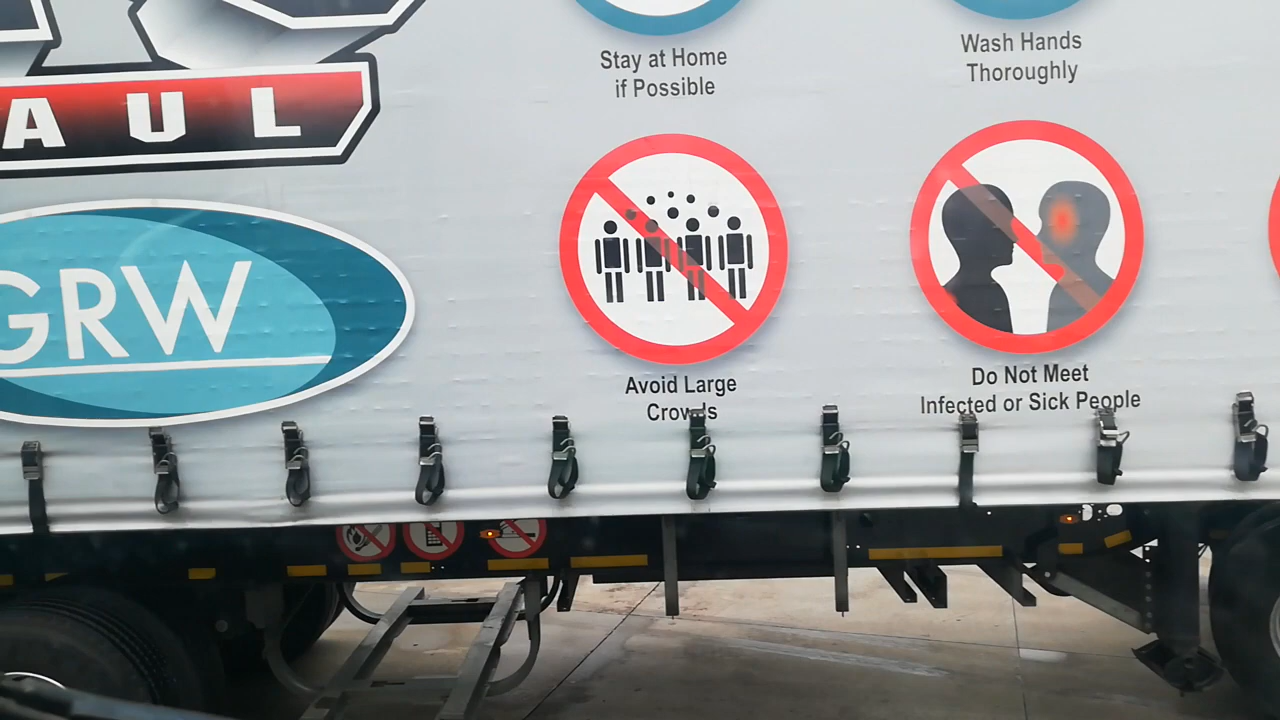 AUL
GRW
Stay at Home
if Possible
Wash Hands
Thoroughly
Avoid Large
Crowds
Do Not Meet
Infected or Sick People